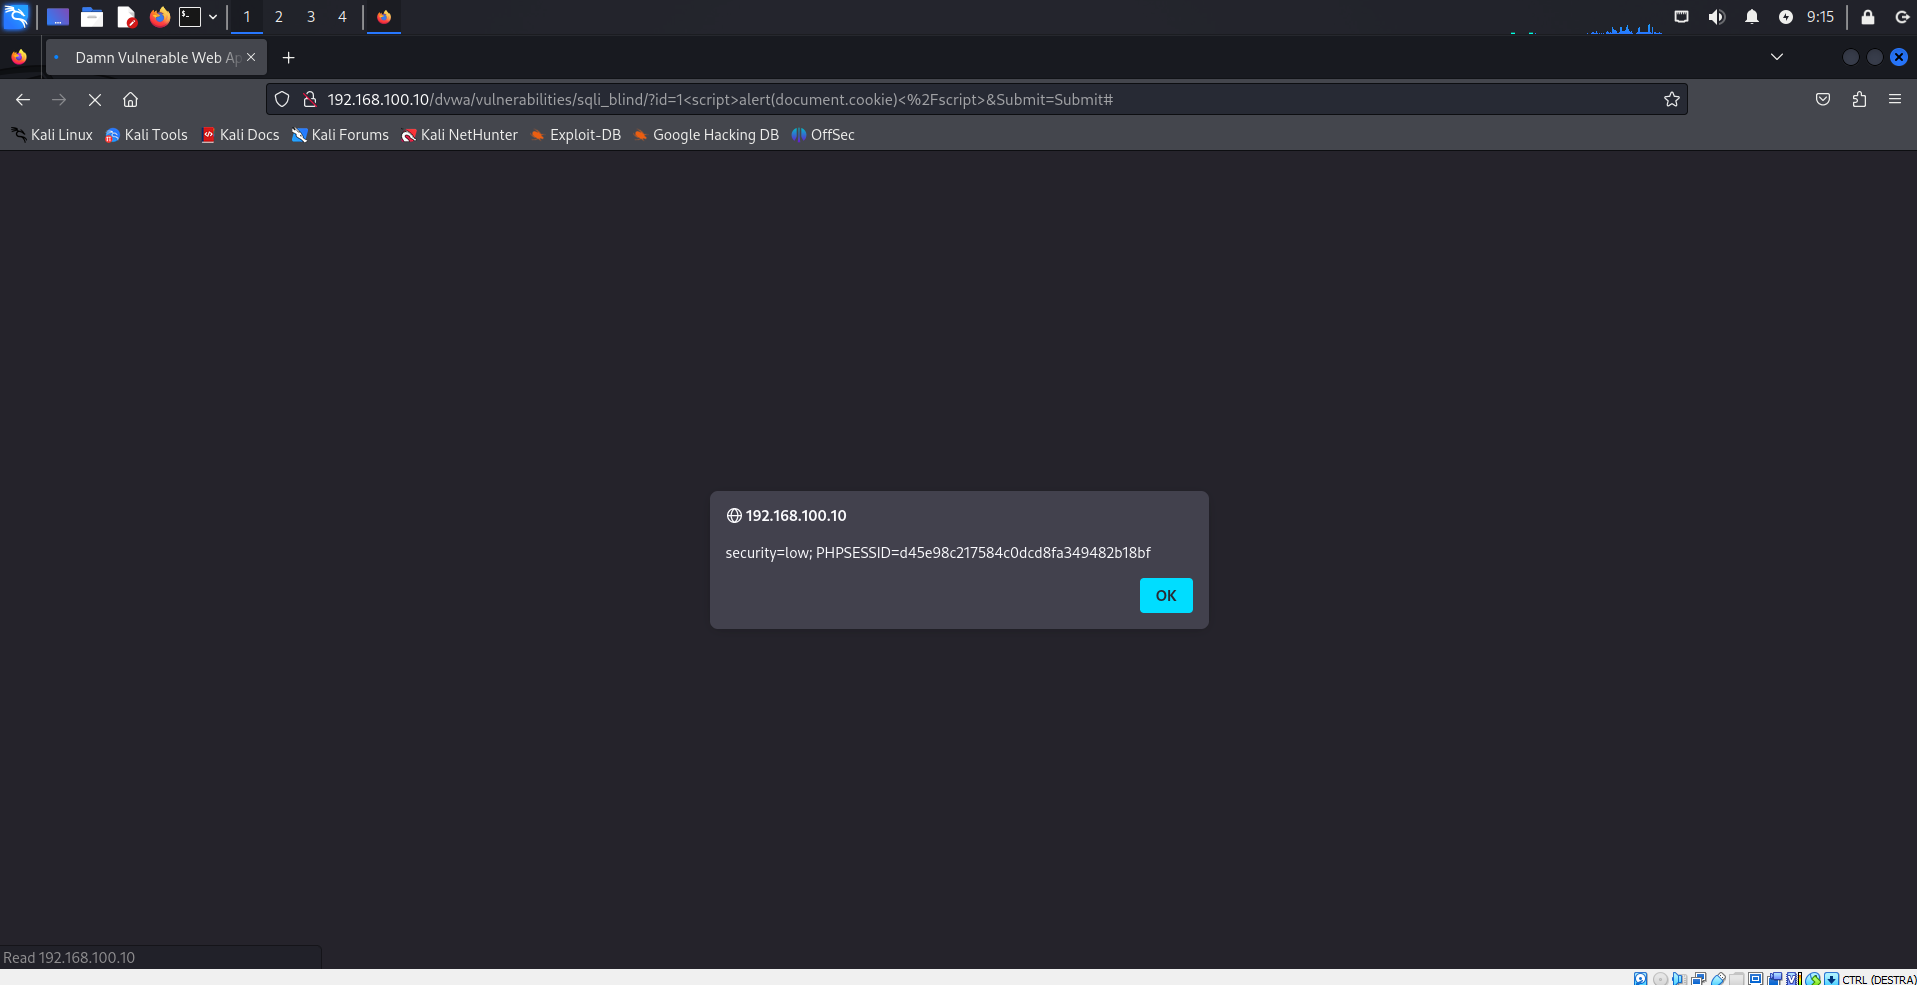 1 2 3 4 9:15
Damn Vulnerable Web Ap
192.168.100.10/dvwa/vulnerabilities/sqli_blind/?id=1<script>alert(document.cookie)<%2Fscript>&Submit=Submit#
Kali Linux Kali Tools Kali Docs Kali Forums Kali NetHunter Exploit-DB Google Hacking DB OffSec
192.168.100.10
security=low; PHPSESSID=d45e98c217584c0dcd8fa349482b18bf
OK
Read 192.168.100.10
CTRL (DESTRA)